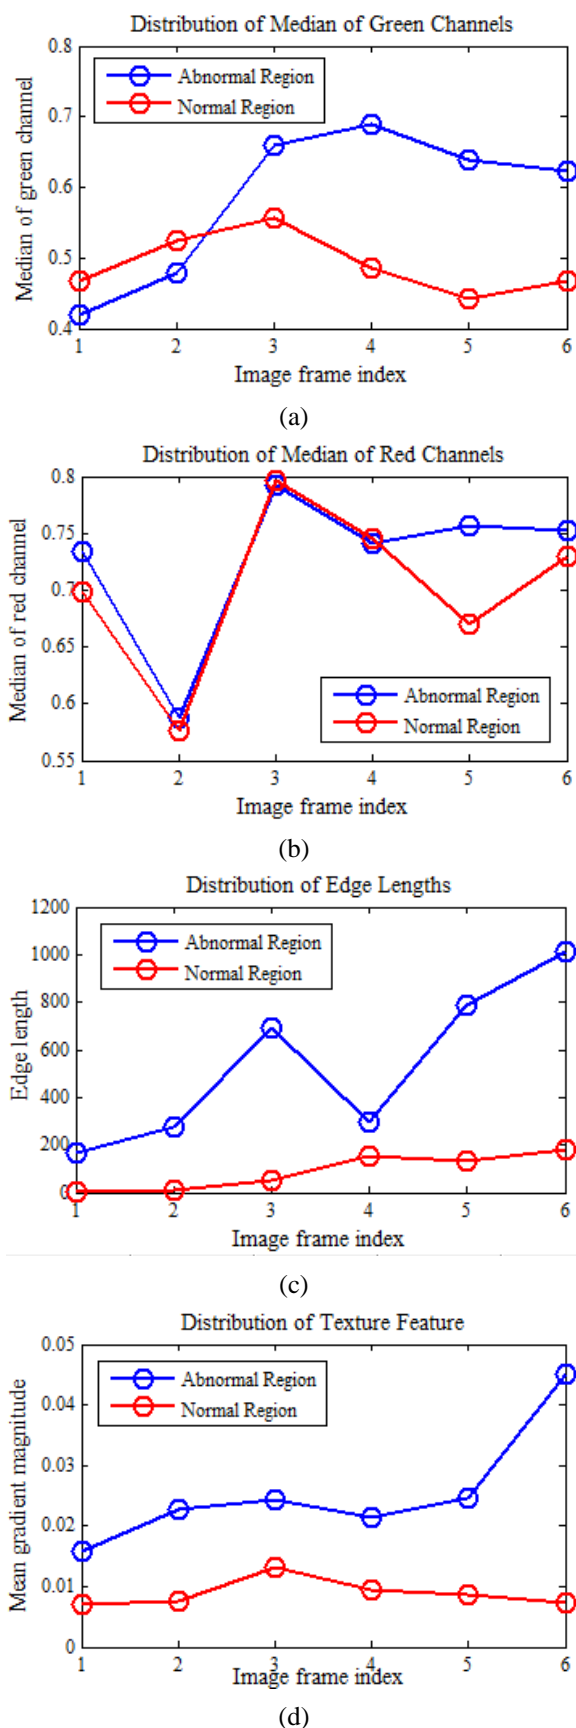 Distribution of Median of Green Channels
0.8
0.7
0.6
0.5
0.4
Median of green channel
Abnormal Region
Normal Region
1 2 3 4 5 6
Image frame index
(a)
Distribution of Median of Red Channels
0.8
0.75
0.7
0.65
0.6
0.55
Median of red channel
Abnormal Region
Normal Region
1 2 3 4 5 6
Image frame index
(b)
Distribution of Edge Lengths
1200
1000
800
600
400
200
0
Edge length
Abnormal Region
Normal Region
1 2 3 4 5 6
Image frame index
(c)
Distribution of Texture Feature
0.05
0.04
0.03
0.02
0.01
0
Mean gradient magnitude
Abnormal Region
Normal Region
1 2 3 4 5 6
Image frame index
(d)